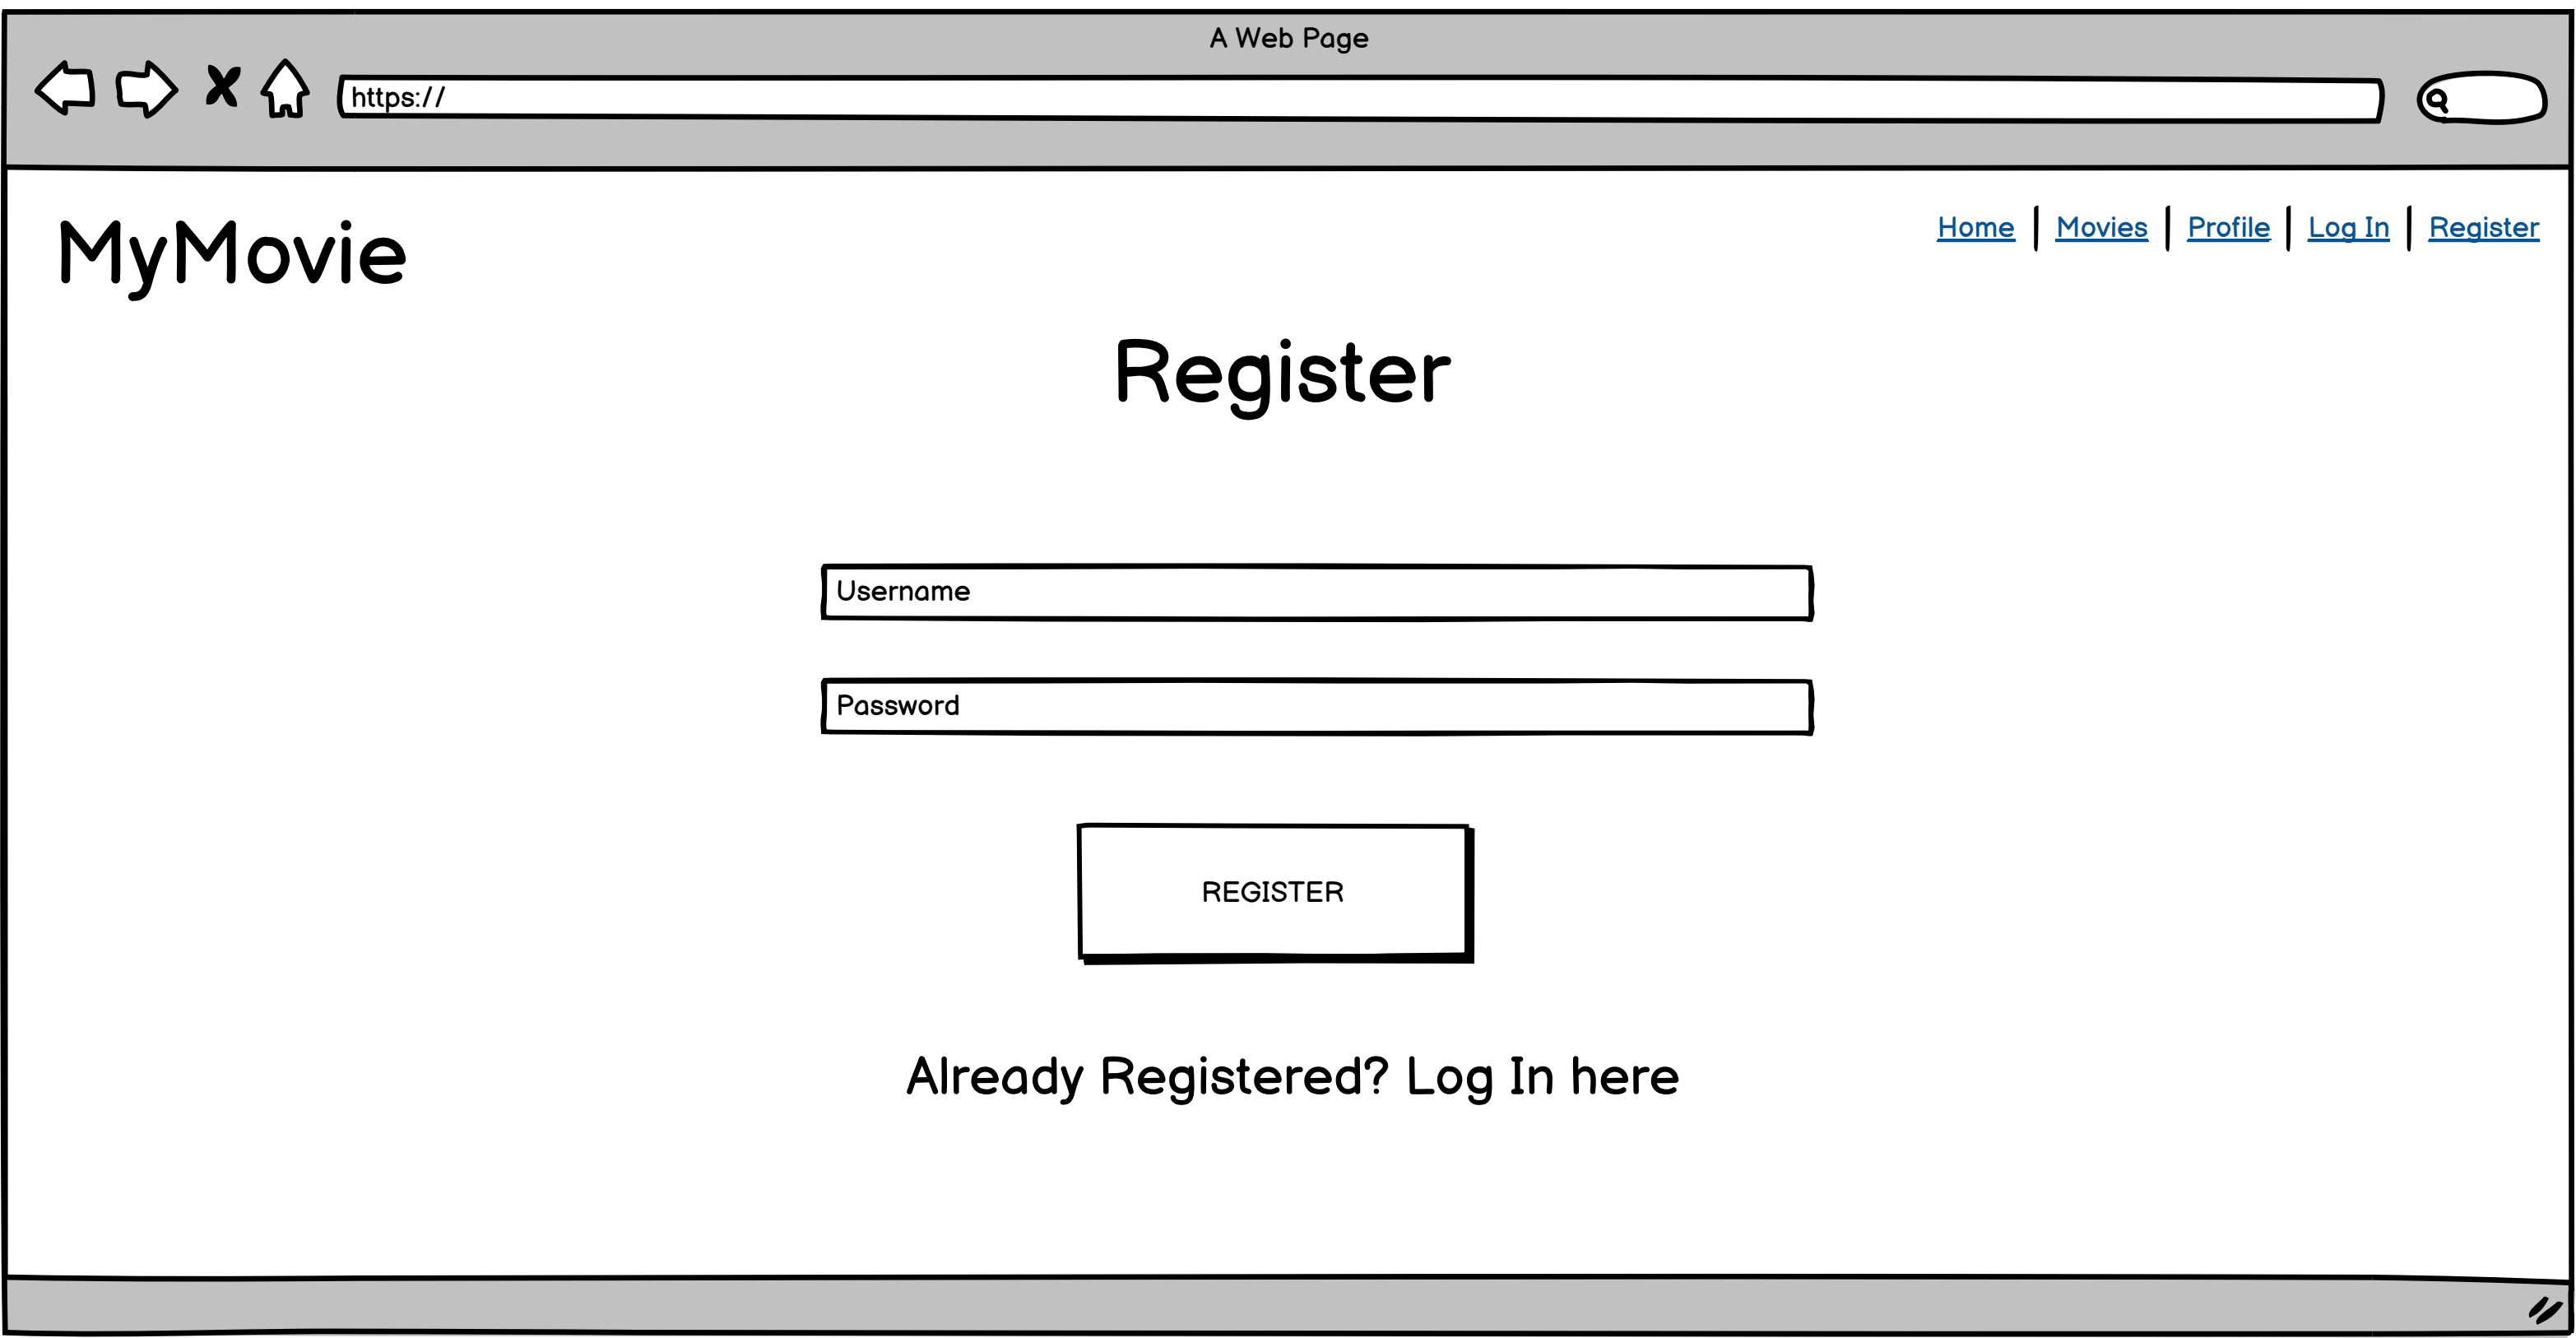 A Web Page
https://
MyMovie
Home | Movies | Profile | Log In | Register
Register
Username
Password
REGISTER
Already Registered? Log In here